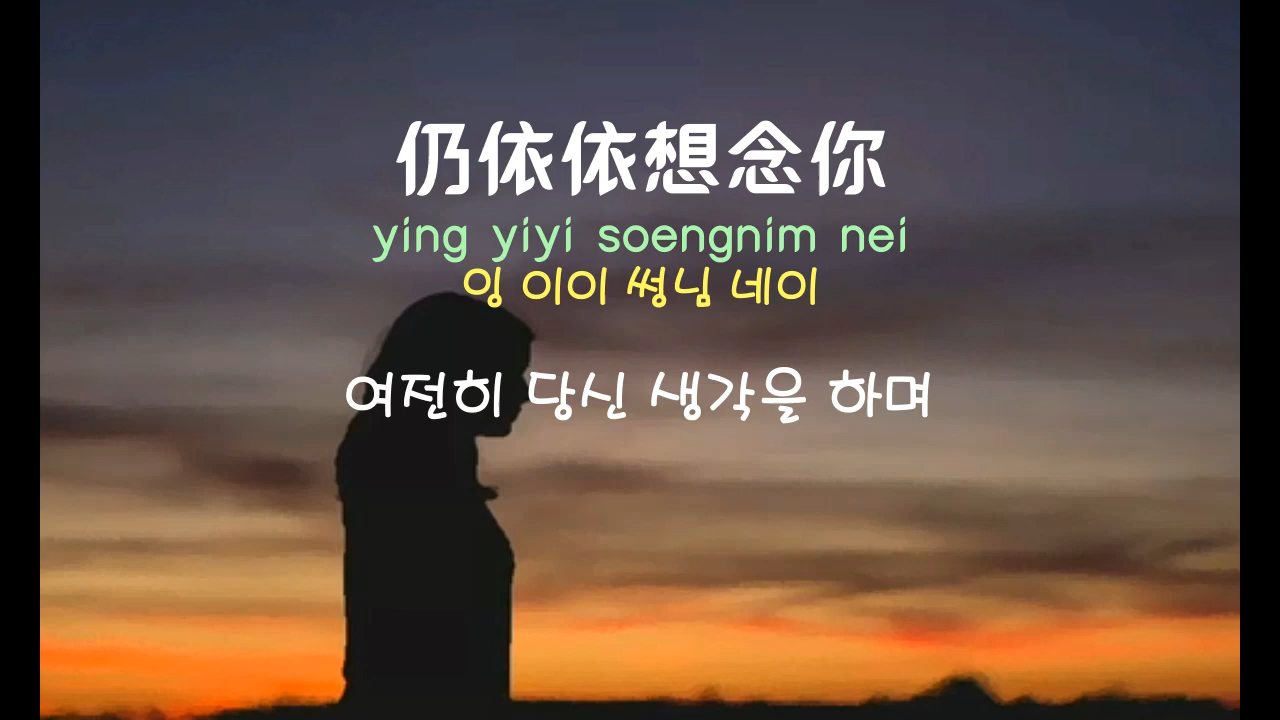 仍依依想念你
ying yiyi soengnim nei
잉 이이 썽님 네이
여전히 당신 생각을 하며